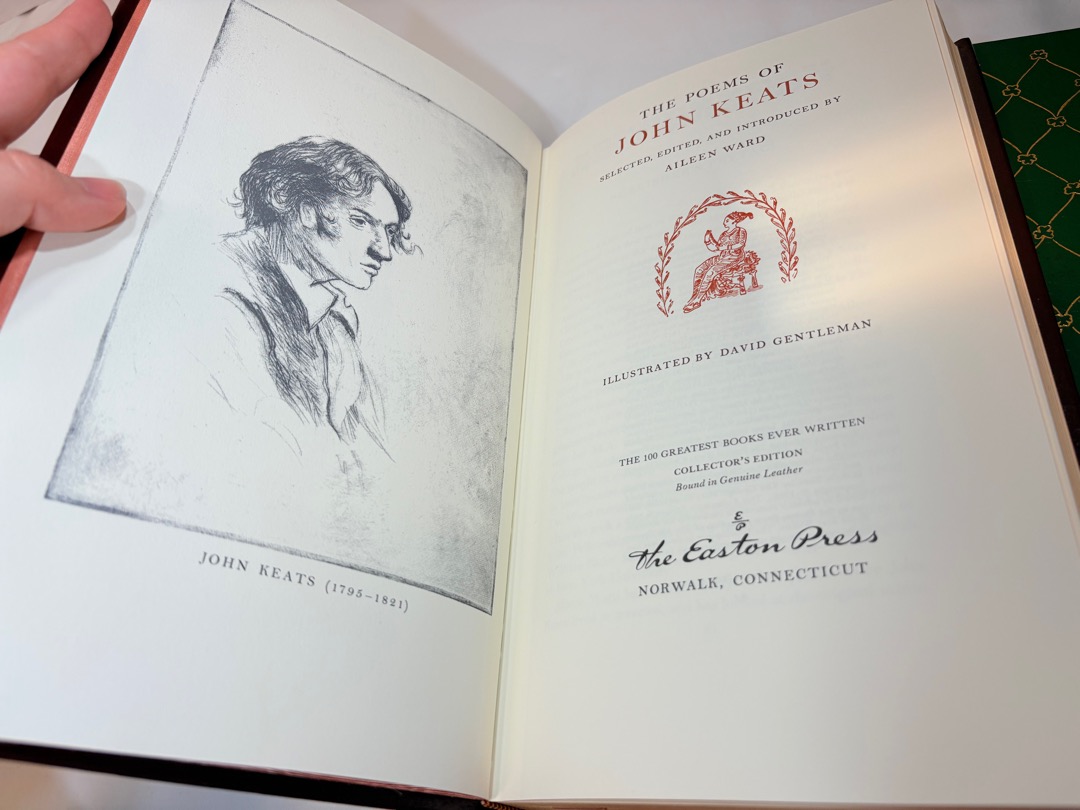 JOHN KEATS (1795–1821)
THE POEMS OF
JOHN KEATS
SELECTED, EDITED, AND INTRODUCED BY
AILEEN WARD
ILLUSTRATED BY DAVID GENTLEMAN
THE 100 GREATEST BOOKS EVER WRITTEN
COLLECTOR'S EDITION
Bound in Genuine Leather
E
P
the Easton Press
NORWALK, CONNECTICUT